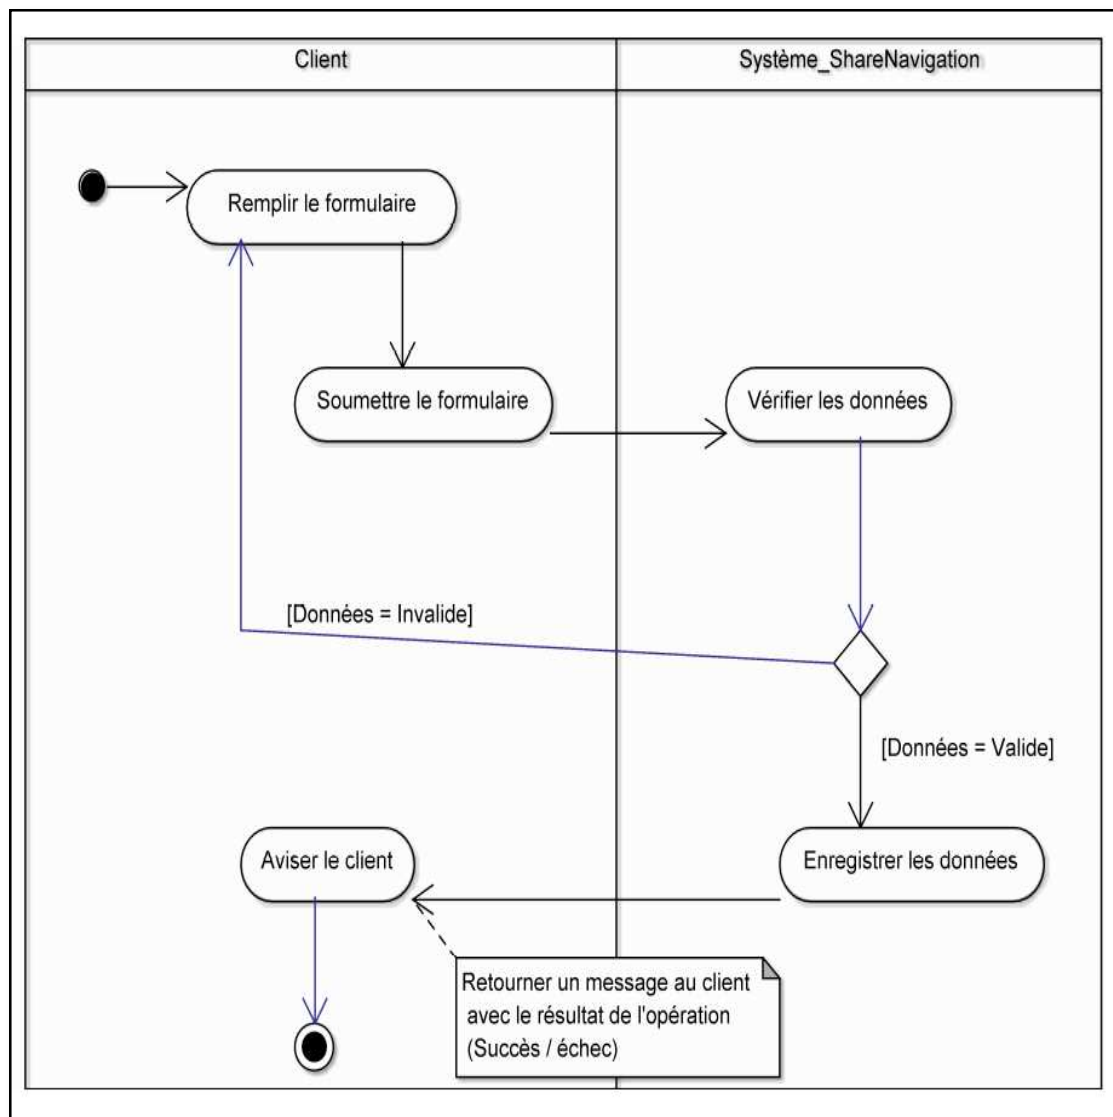 Client
Système_ShareNavigation
Remplir le formulaire
Soumettre le formulaire
Vérifier les données
[Données = Invalide]
[Données = Valide]
Aviser le client
Enregistrer les données
Retourner un message au client
avec le résultat de l'opération
(Succès / échec)